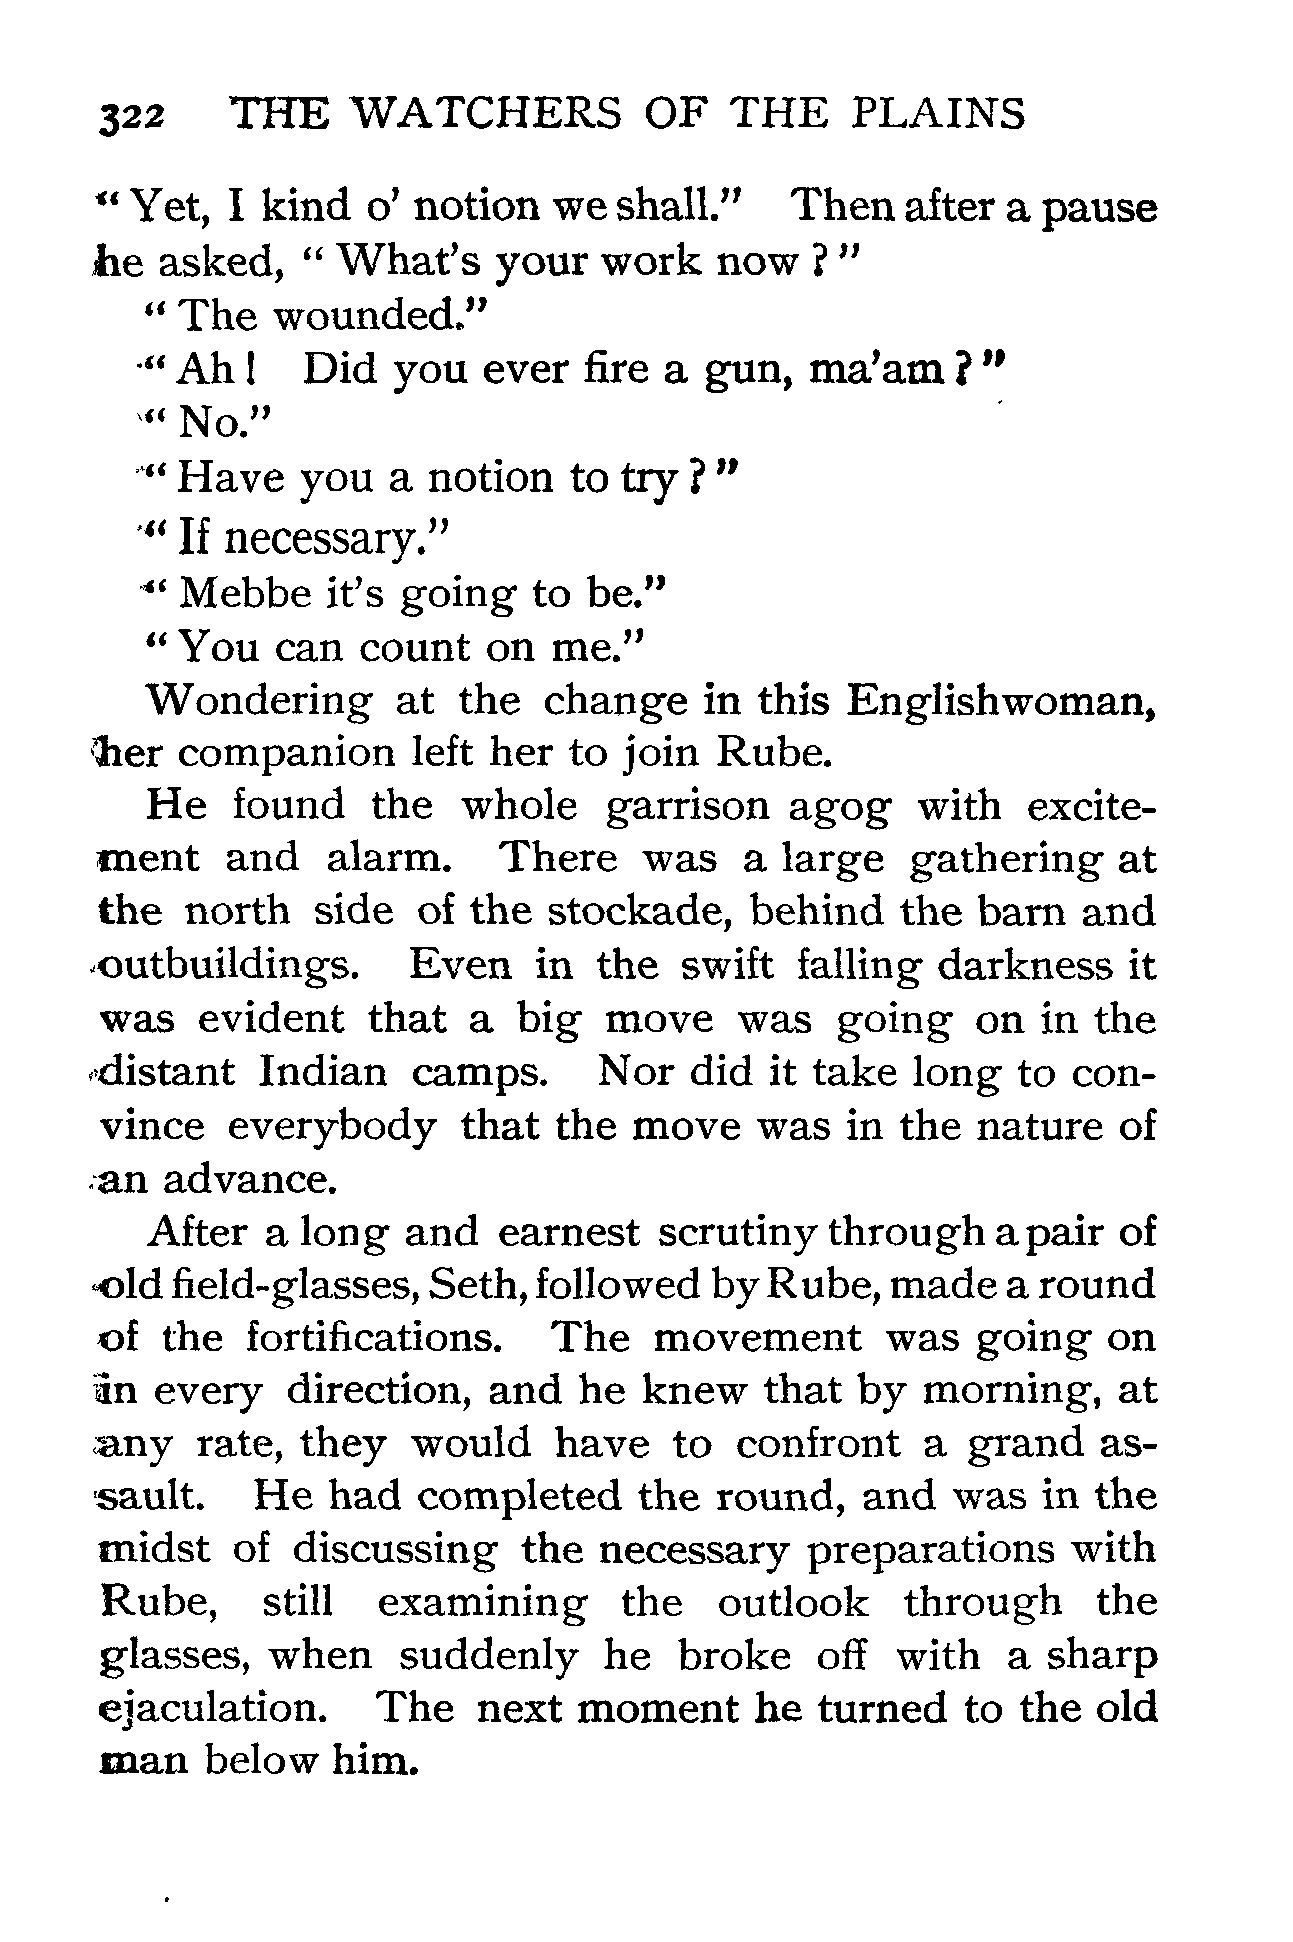 322 THE WATCHERS OF THE PLAINS
“ Yet, I kind o’ notion we shall.” Then after a pause
he asked, “ What’s your work now ? ”
“ The wounded.”
“ Ah ! Did you ever fire a gun, ma’am ? ”
“ No.”
“ Have you a notion to try ? ”
“ If necessary.”
“ Mebbe it’s going to be.”
“ You can count on me.”
Wondering at the change in this Englishwoman,
her companion left her to join Rube.
He found the whole garrison agog with excite-
ment and alarm. There was a large gathering at
the north side of the stockade, behind the barn and
outbuildings. Even in the swift falling darkness it
was evident that a big move was going on in the
distant Indian camps. Nor did it take long to con-
vince everybody that the move was in the nature of
an advance.
After a long and earnest scrutiny through a pair of
old field-glasses, Seth, followed by Rube, made a round
of the fortifications. The movement was going on
in every direction, and he knew that by morning, at
any rate, they would have to confront a grand as-
sault. He had completed the round, and was in the
midst of discussing the necessary preparations with
Rube, still examining the outlook through the
glasses, when suddenly he broke off with a sharp
ejaculation. The next moment he turned to the old
man below him.